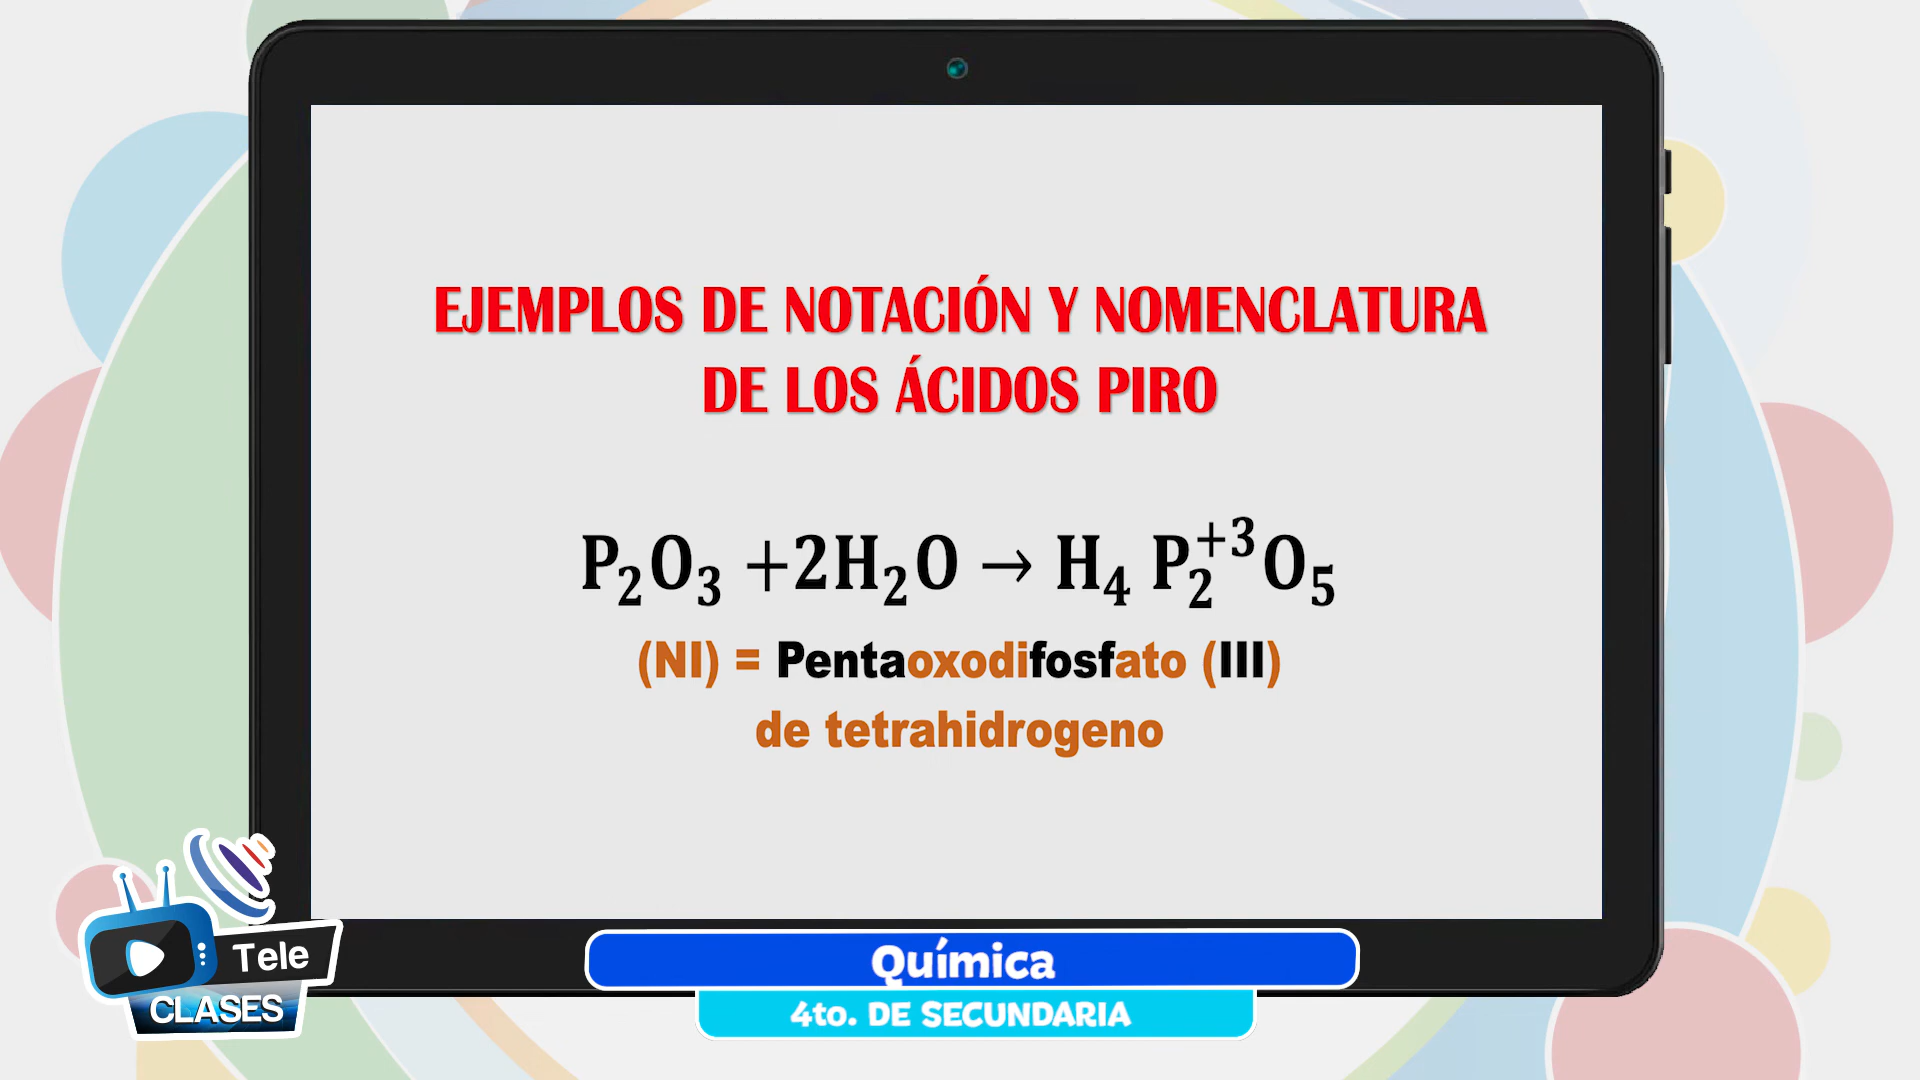 EJEMPLOS DE NOTACIÓN Y NOMENCLATURA
DE LOS ÁCIDOS PIRO
P₂O₃ +2H₂O → H₄ P₂⁺³O₅
(NI) = Pentaoxodifosfato (III)
de tetrahidrogeno
Tele
CLASES
Química
4to. DE SECUNDARIA